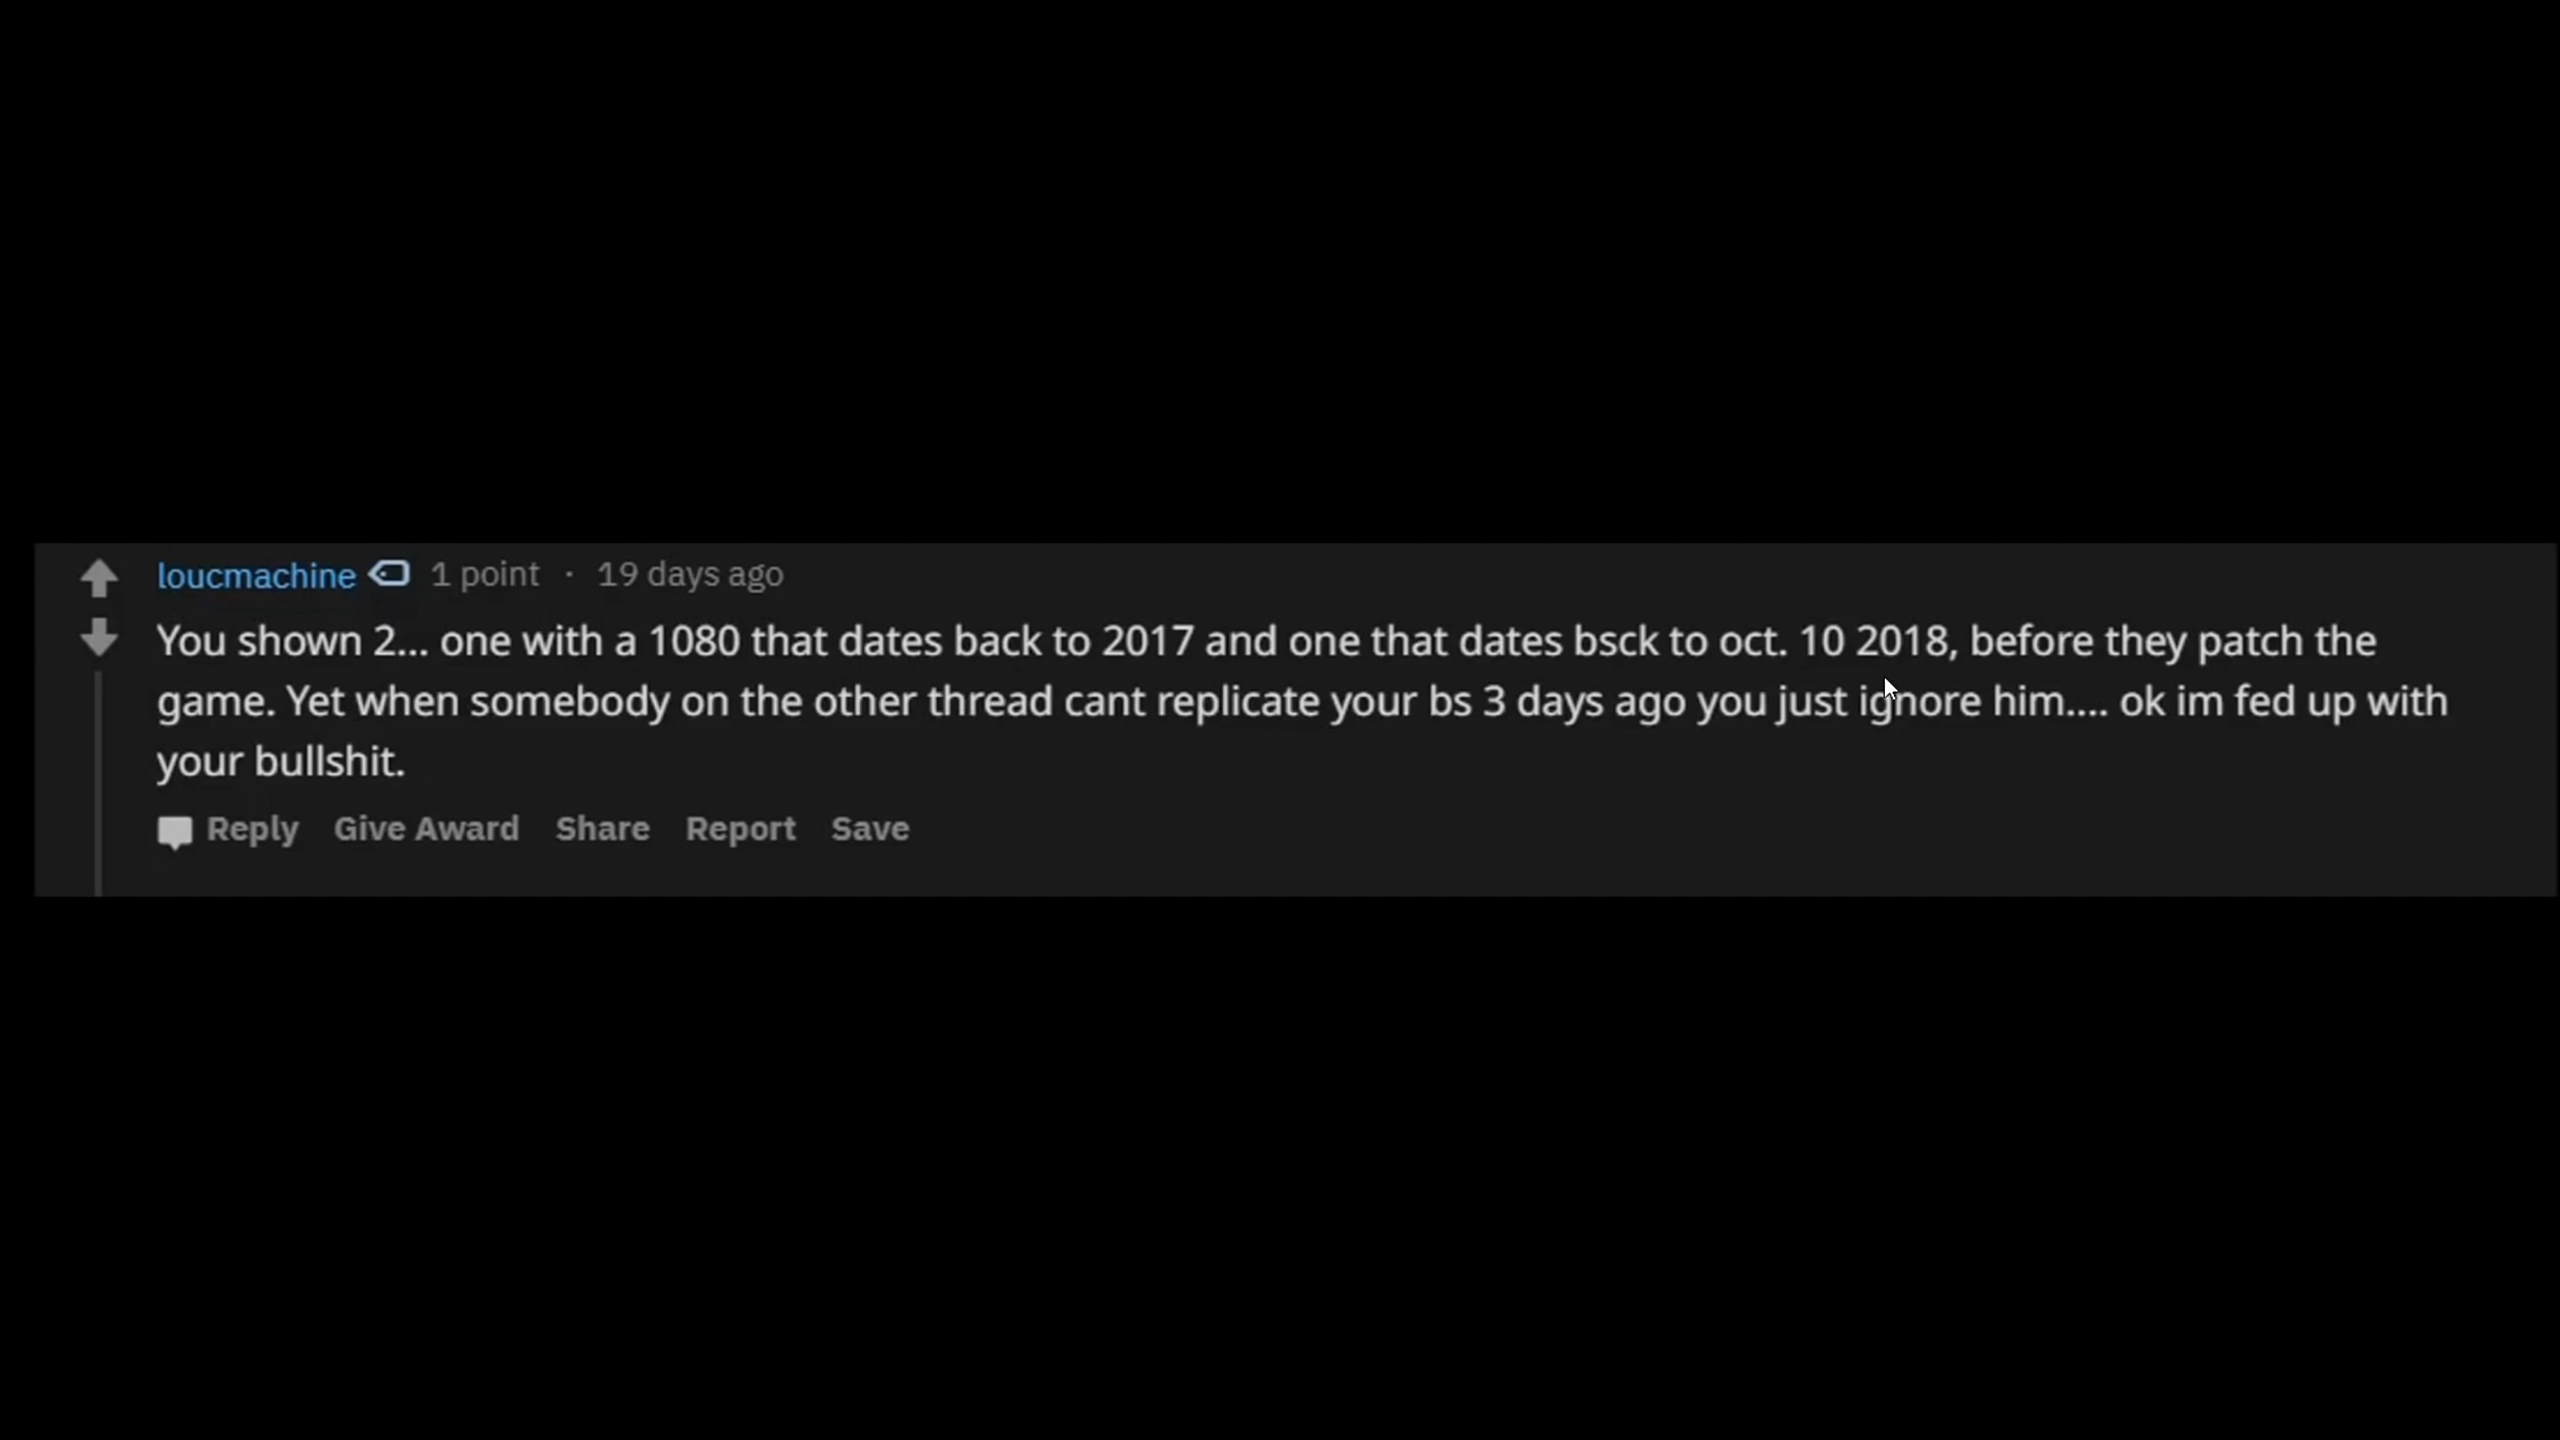 loucmachine 1 point · 19 days ago
You shown 2... one with a 1080 that dates back to 2017 and one that dates bsck to oct. 10 2018, before they patch the
game. Yet when somebody on the other thread cant replicate your bs 3 days ago you just ignore him.... ok im fed up with
your bullshit.
Reply Give Award Share Report Save